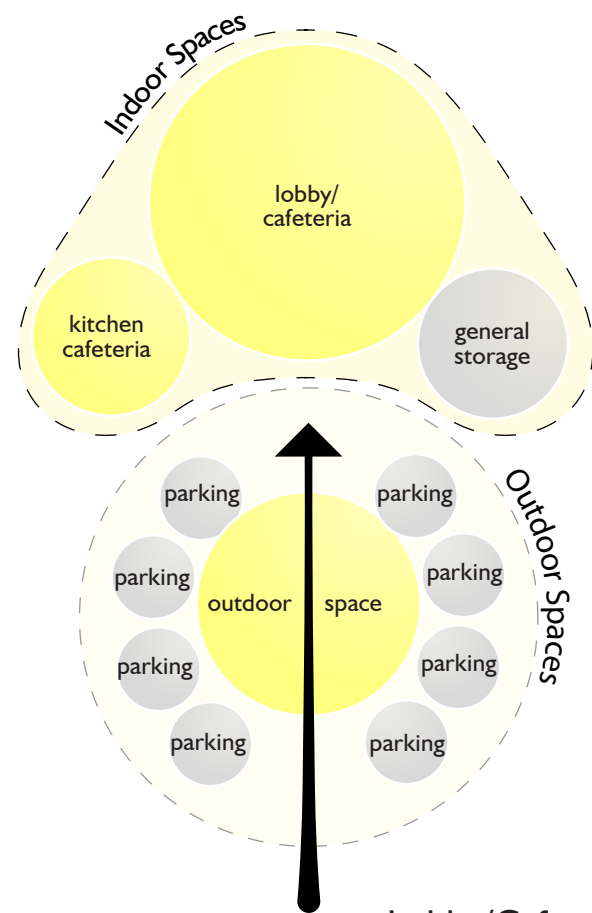 Indoor Spaces
lobby/
cafeteria
kitchen
cafeteria
general
storage
Outdoor Spaces
parking
parking
parking
parking
outdoor space
parking
parking
parking
parking